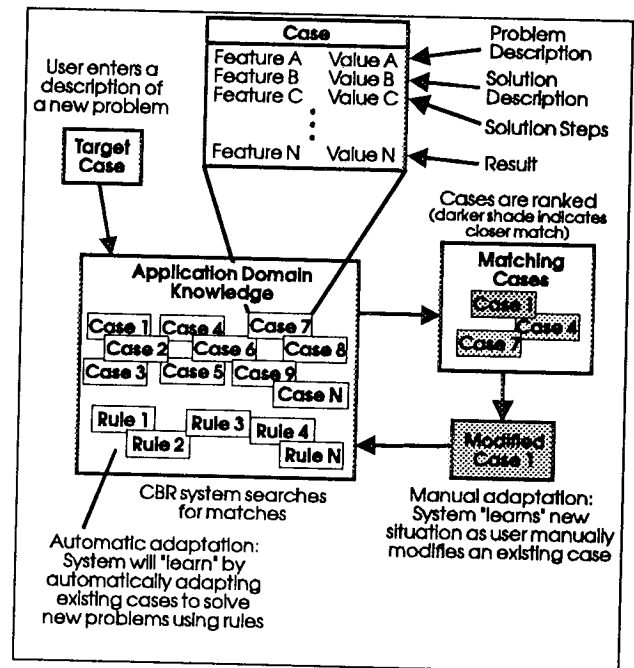 Case
Feature A Value A
Feature B Value B
Feature C Value C
Feature N Value N
Problem
Description
Solution
Description
Solution Steps
Result
User enters a
description of
a new problem
Target
Case
Cases are ranked
(darker shade indicates
closer match)
Application Domain
Knowledge
Case 1 Case 4 Case 7
Case 2 Case 6 Case 8
Case 3 Case 5 Case 9
Case N
Rule 1 Rule 3 Rule 4
Rule 2 Rule N
Matching
Cases
Case 1
Case 4
Case 7
Modified
Case 1
CBR system searches
for matches
Manual adaptation:
System "learns" new
situation as user manually
modifies an existing case
Automatic adaptation:
System will "learn" by
automatically adapting
existing cases to solve
new problems using rules